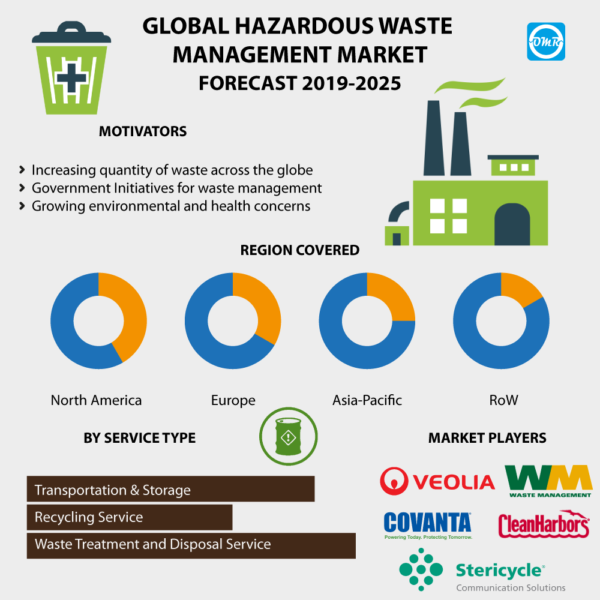 GLOBAL HAZARDOUS WASTE
MANAGEMENT MARKET
FORECAST 2019-2025
OMR
MOTIVATORS
Increasing quantity of waste across the globe
Government Initiatives for waste management
Growing environmental and health concerns
REGION COVERED
North America
Europe
Asia-Pacific
RoW
BY SERVICE TYPE
Transportation & Storage
Recycling Service
Waste Treatment and Disposal Service
MARKET PLAYERS
VEOLIA
WM
WASTE MANAGEMENT
COVANTA
Powering Today. Protecting Tomorrow.
CleanHarbors
Stericycle®
Communication Solutions